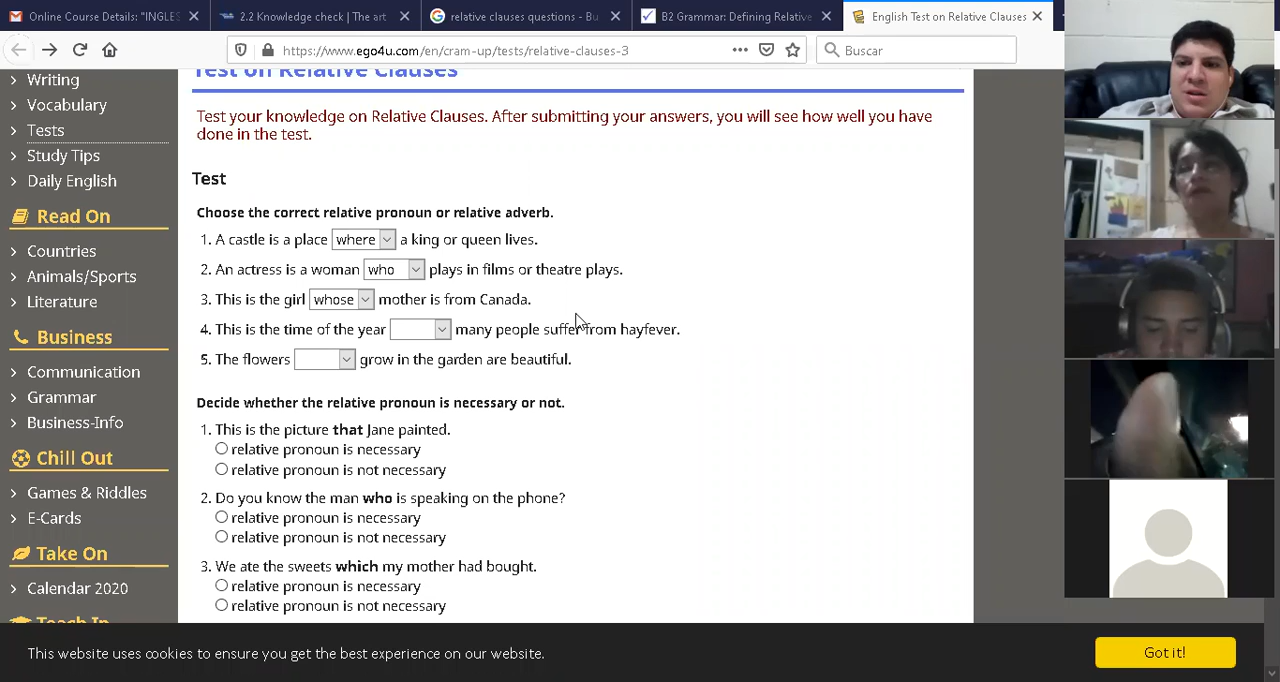 Online Course Details: "INGLES
2.2 Knowledge check | The art
relative clauses questions - Bu
B2 Grammar: Defining Relative
English Test on Relative Clauses
https://www.ego4u.com/en/cram-up/tests/relative-clauses-3
Buscar
Writing
Vocabulary
Tests
Study Tips
Daily English
Read On
Countries
Animals/Sports
Literature
Business
Communication
Grammar
Business-Info
Chill Out
Games & Riddles
E-Cards
Take On
Calendar 2020
Teach In
Test on Relative Clauses
Test your knowledge on Relative Clauses. After submitting your answers, you will see how well you have
done in the test.
Test
Choose the correct relative pronoun or relative adverb.
1. A castle is a place where a king or queen lives.
2. An actress is a woman who plays in films or theatre plays.
3. This is the girl whose mother is from Canada.
4. This is the time of the year many people suffer from hayfever.
5. The flowers grow in the garden are beautiful.
Decide whether the relative pronoun is necessary or not.
1. This is the picture that Jane painted.
relative pronoun is necessary
relative pronoun is not necessary
2. Do you know the man who is speaking on the phone?
relative pronoun is necessary
relative pronoun is not necessary
3. We ate the sweets which my mother had bought.
relative pronoun is necessary
relative pronoun is not necessary
This website uses cookies to ensure you get the best experience on our website.
Got it!